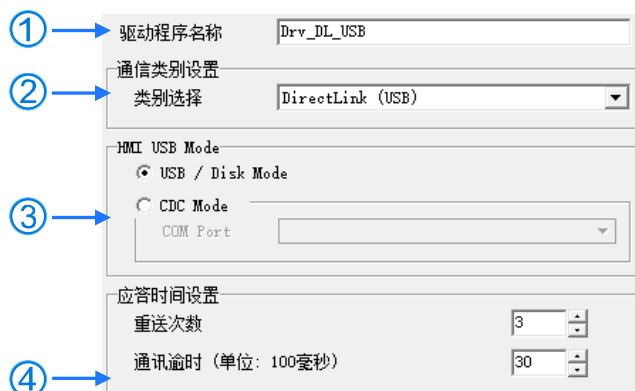 ① 驱动程序名称 Drv_DL_USB
通信类别设置
② 类别选择 DirectLink (USB)
HMI USB Mode
USB / Disk Mode
③ CDC Mode
COM Port
应答时间设置
重送次数 3
④ 通讯逾时 (单位: 100毫秒) 30